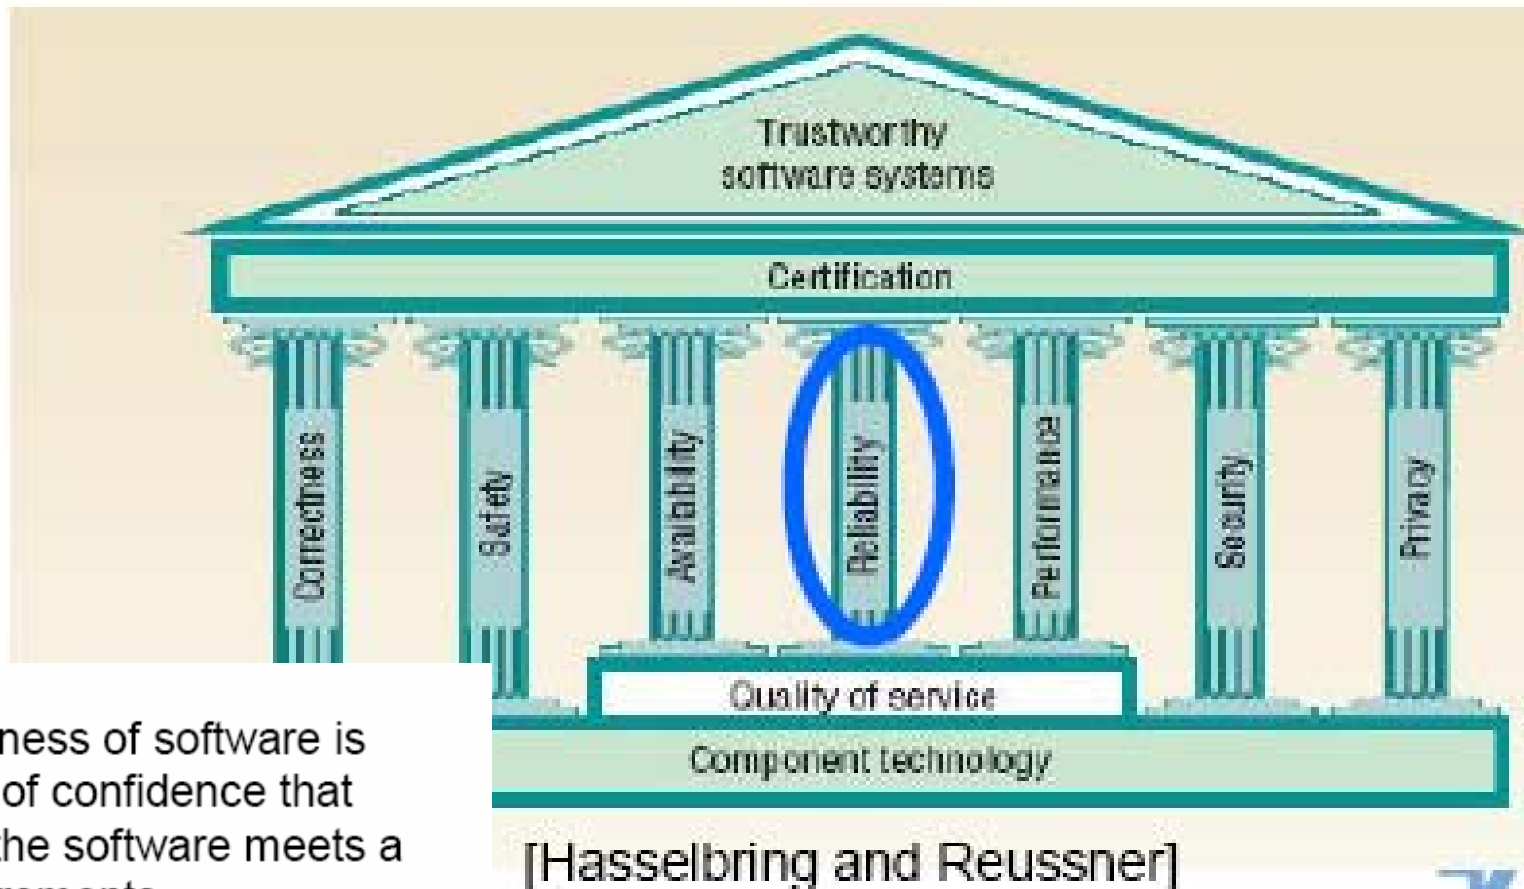 Trustworthy
software systems
Certification
Correctness
Safety
Availability
Reliability
Performance
Security
Privacy
Quality of service
Component technology
ness of software is
of confidence that
the software meets a
[Hasselbring and Reussner]